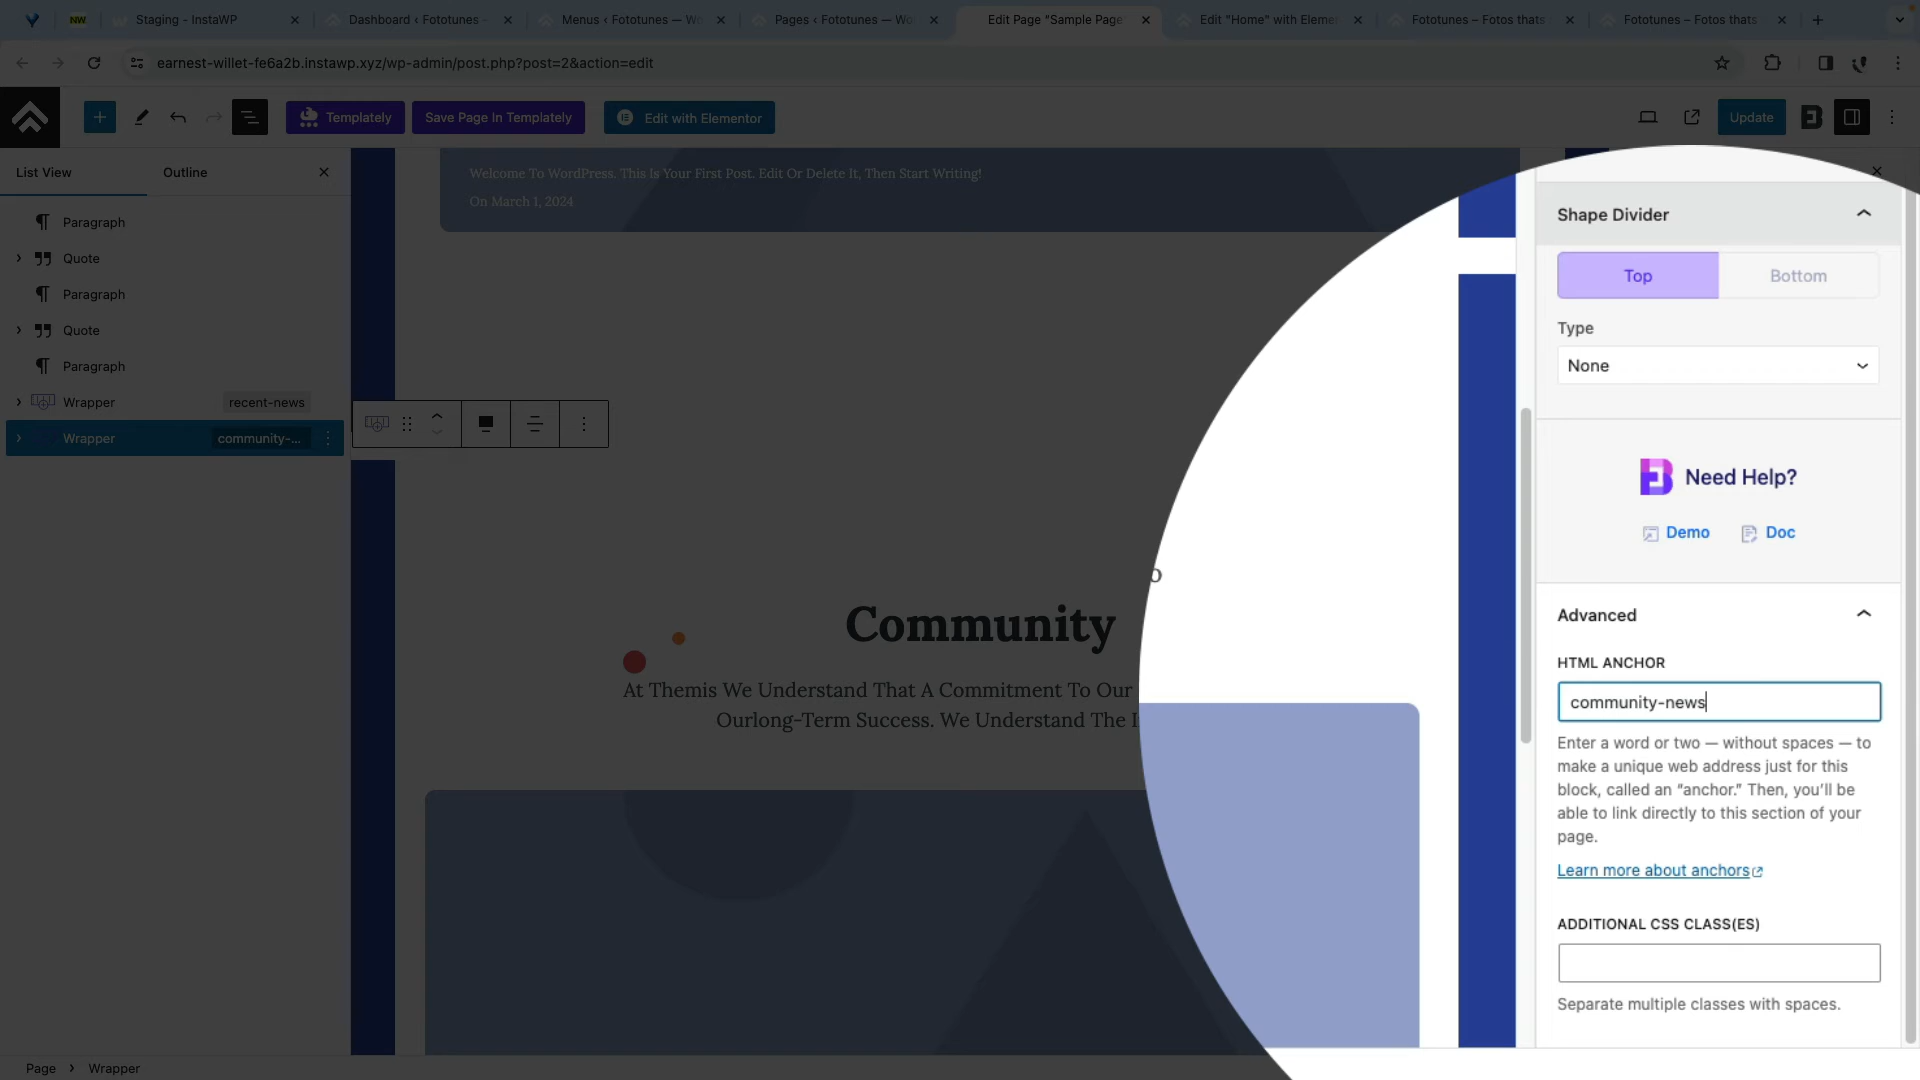 NW
Staging - InstaWP
Dashboard ‹ Fototunes -
Menus ‹ Fototunes — Wo
Pages ‹ Fototunes — Wo
Edit Page "Sample Page"
Edit "Home" with Elemen
Fototunes – Fotos thats
Fototunes – Fotos thats
earnest-willet-fe6a2b.instawp.xyz/wp-admin/post.php?post=2&action=edit
Templately
Save Page In Templately
Edit with Elementor
Update
List View
Outline
Paragraph
Quote
Paragraph
Quote
Paragraph
Wrapper
recent-news
Wrapper
community-...
Welcome To WordPress. This Is Your First Post. Edit Or Delete It, Then Start Writing!
On March 1, 2024
Community
At Themis We Understand That A Commitment To Our
Ourlong-Term Success. We Understand The
Shape Divider
Top
Bottom
Type
None
Need Help?
Demo
Doc
Advanced
HTML ANCHOR
community-news
Enter a word or two — without spaces — to
make a unique web address just for this
block, called an “anchor.” Then, you’ll be
able to link directly to this section of your
page.
Learn more about anchors
ADDITIONAL CSS CLASS(ES)
Separate multiple classes with spaces.
Page
Wrapper